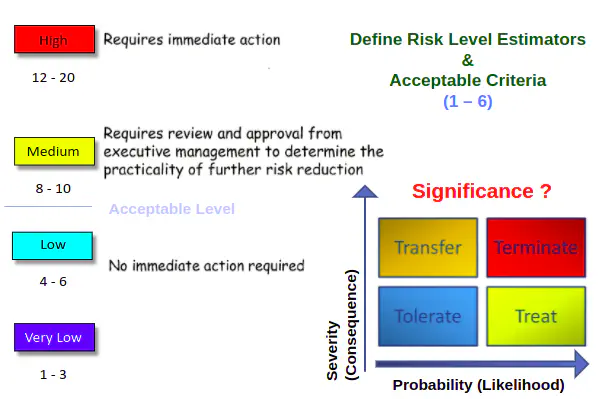 High
Requires immediate action
12 - 20
Define Risk Level Estimators
&
Acceptable Criteria
(1 – 6)
Medium
Requires review and approval from
executive management to determine the
practicality of further risk reduction
8 - 10
Acceptable Level
Low
No immediate action required
4 - 6
Very Low
1 - 3
Significance ?
Transfer
Terminate
Tolerate
Treat
Severity
(Consequence)
Probability (Likelihood)